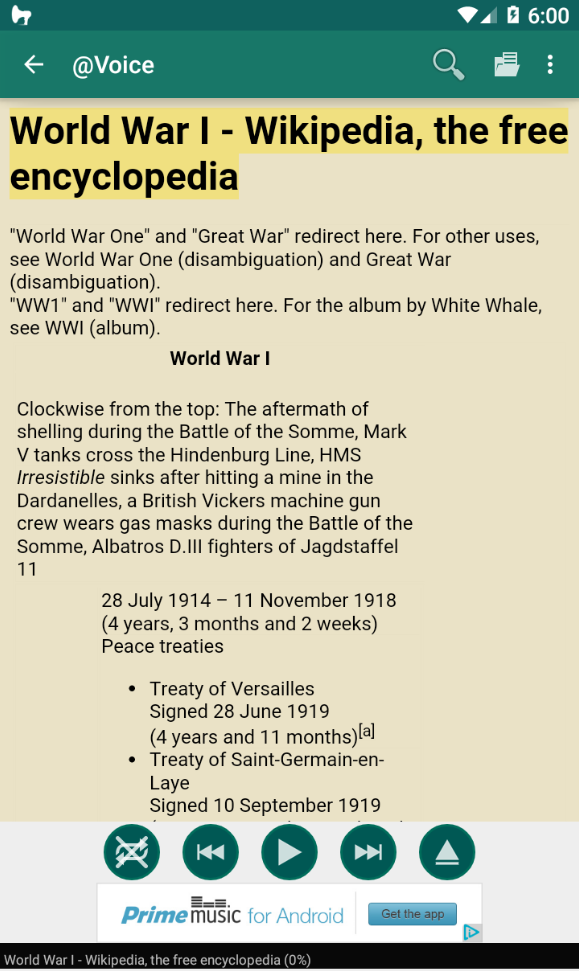 6:00
@Voice
World War I - Wikipedia, the free
encyclopedia
"World War One" and "Great War" redirect here. For other uses,
see World War One (disambiguation) and Great War
(disambiguation).
"WW1" and "WWI" redirect here. For the album by White Whale,
see WWI (album).
World War I
Clockwise from the top: The aftermath of
shelling during the Battle of the Somme, Mark
V tanks cross the Hindenburg Line, HMS
Irresistible sinks after hitting a mine in the
Dardanelles, a British Vickers machine gun
crew wears gas masks during the Battle of the
Somme, Albatros D.III fighters of Jagdstaffel
11
28 July 1914 – 11 November 1918
(4 years, 3 months and 2 weeks)
Peace treaties
• Treaty of Versailles
Signed 28 June 1919
(4 years and 11 months)[a]
• Treaty of Saint-Germain-en-
Laye
Signed 10 September 1919
Prime music for Android
Get the app
World War I - Wikipedia, the free encyclopedia (0%)